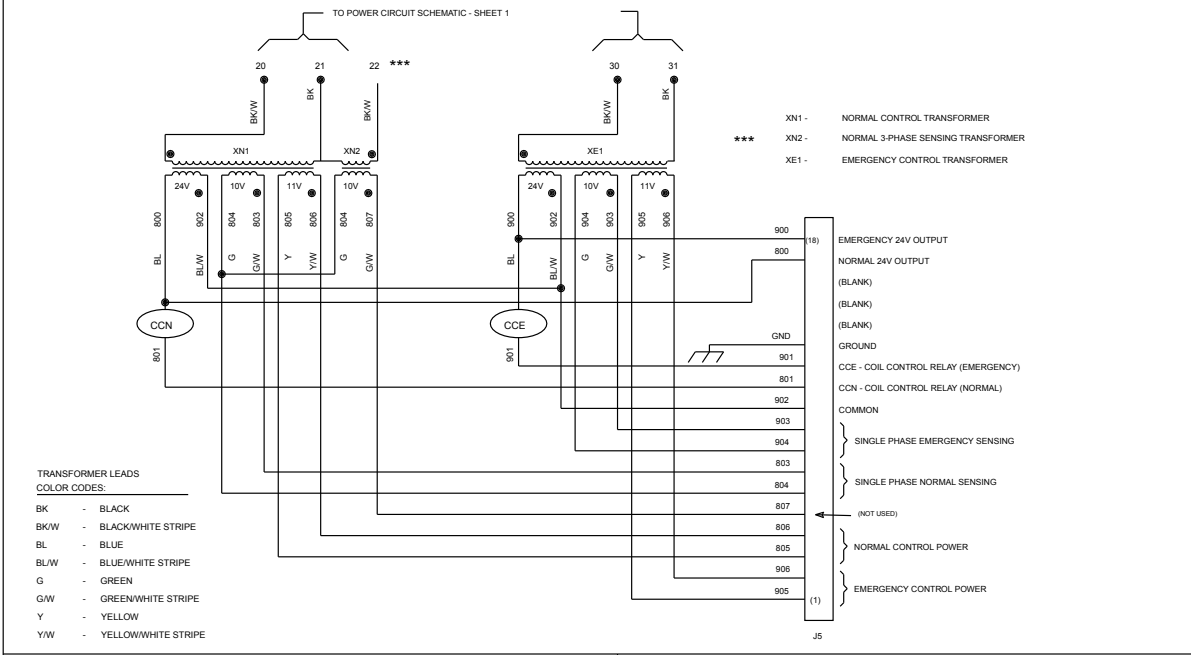 TO POWER CIRCUIT SCHEMATIC - SHEET 1
20 21 22 *** 30 31
BK/W BK BK/W BK/W BK
XN1 XN2 XE1
XN1 - NORMAL CONTROL TRANSFORMER
*** XN2 - NORMAL 3-PHASE SENSING TRANSFORMER
XE1 - EMERGENCY CONTROL TRANSFORMER
24V 10V 11V 10V 24V 10V 11V
800 902 804 803 805 806 804 807 900 902 904 903 905 906
BL BL/W G G/W Y Y/W G G/W BL BL/W G G/W Y Y/W
CCN CCE
801 901
900 (18) EMERGENCY 24V OUTPUT
800 NORMAL 24V OUTPUT
(BLANK)
(BLANK)
(BLANK)
GND GROUND
901 CCE - COIL CONTROL RELAY (EMERGENCY)
801 CCN - COIL CONTROL RELAY (NORMAL)
902 COMMON
903
904 SINGLE PHASE EMERGENCY SENSING
803
804 SINGLE PHASE NORMAL SENSING
807 (NOT USED)
806
805 NORMAL CONTROL POWER
906
905 (1) EMERGENCY CONTROL POWER
J5
TRANSFORMER LEADS
COLOR CODES:
BK - BLACK
BK/W - BLACK/WHITE STRIPE
BL - BLUE
BL/W - BLUE/WHITE STRIPE
G - GREEN
G/W - GREEN/WHITE STRIPE
Y - YELLOW
Y/W - YELLOW/WHITE STRIPE